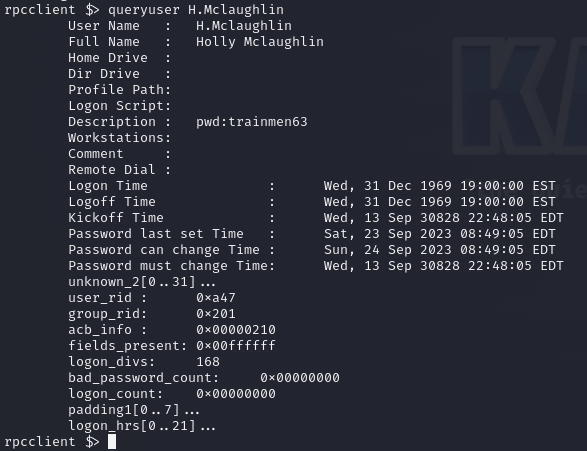 rpcclient $> queryuser H.Mclaughlin
User Name   :   H.Mclaughlin
Full Name   :   Holly Mclaughlin
Home Drive  :
Dir Drive   :
Profile Path:
Logon Script:
Description :   pwd:trainmen63
Workstations:
Comment     :
Remote Dial :
Logon Time               :      Wed, 31 Dec 1969 19:00:00 EST
Logoff Time              :      Wed, 31 Dec 1969 19:00:00 EST
Kickoff Time             :      Wed, 13 Sep 30828 22:48:05 EDT
Password last set Time   :      Sat, 23 Sep 2023 08:49:05 EDT
Password can change Time :      Sun, 24 Sep 2023 08:49:05 EDT
Password must change Time:      Wed, 13 Sep 30828 22:48:05 EDT
unknown_2[0..31]...
user_rid :      0xa47
group_rid:      0x201
acb_info :      0x00000210
fields_present: 0x00ffffff
logon_divs:     168
bad_password_count:     0x00000000
logon_count:    0x00000000
padding1[0..7]...
logon_hrs[0..21]...
rpcclient $>